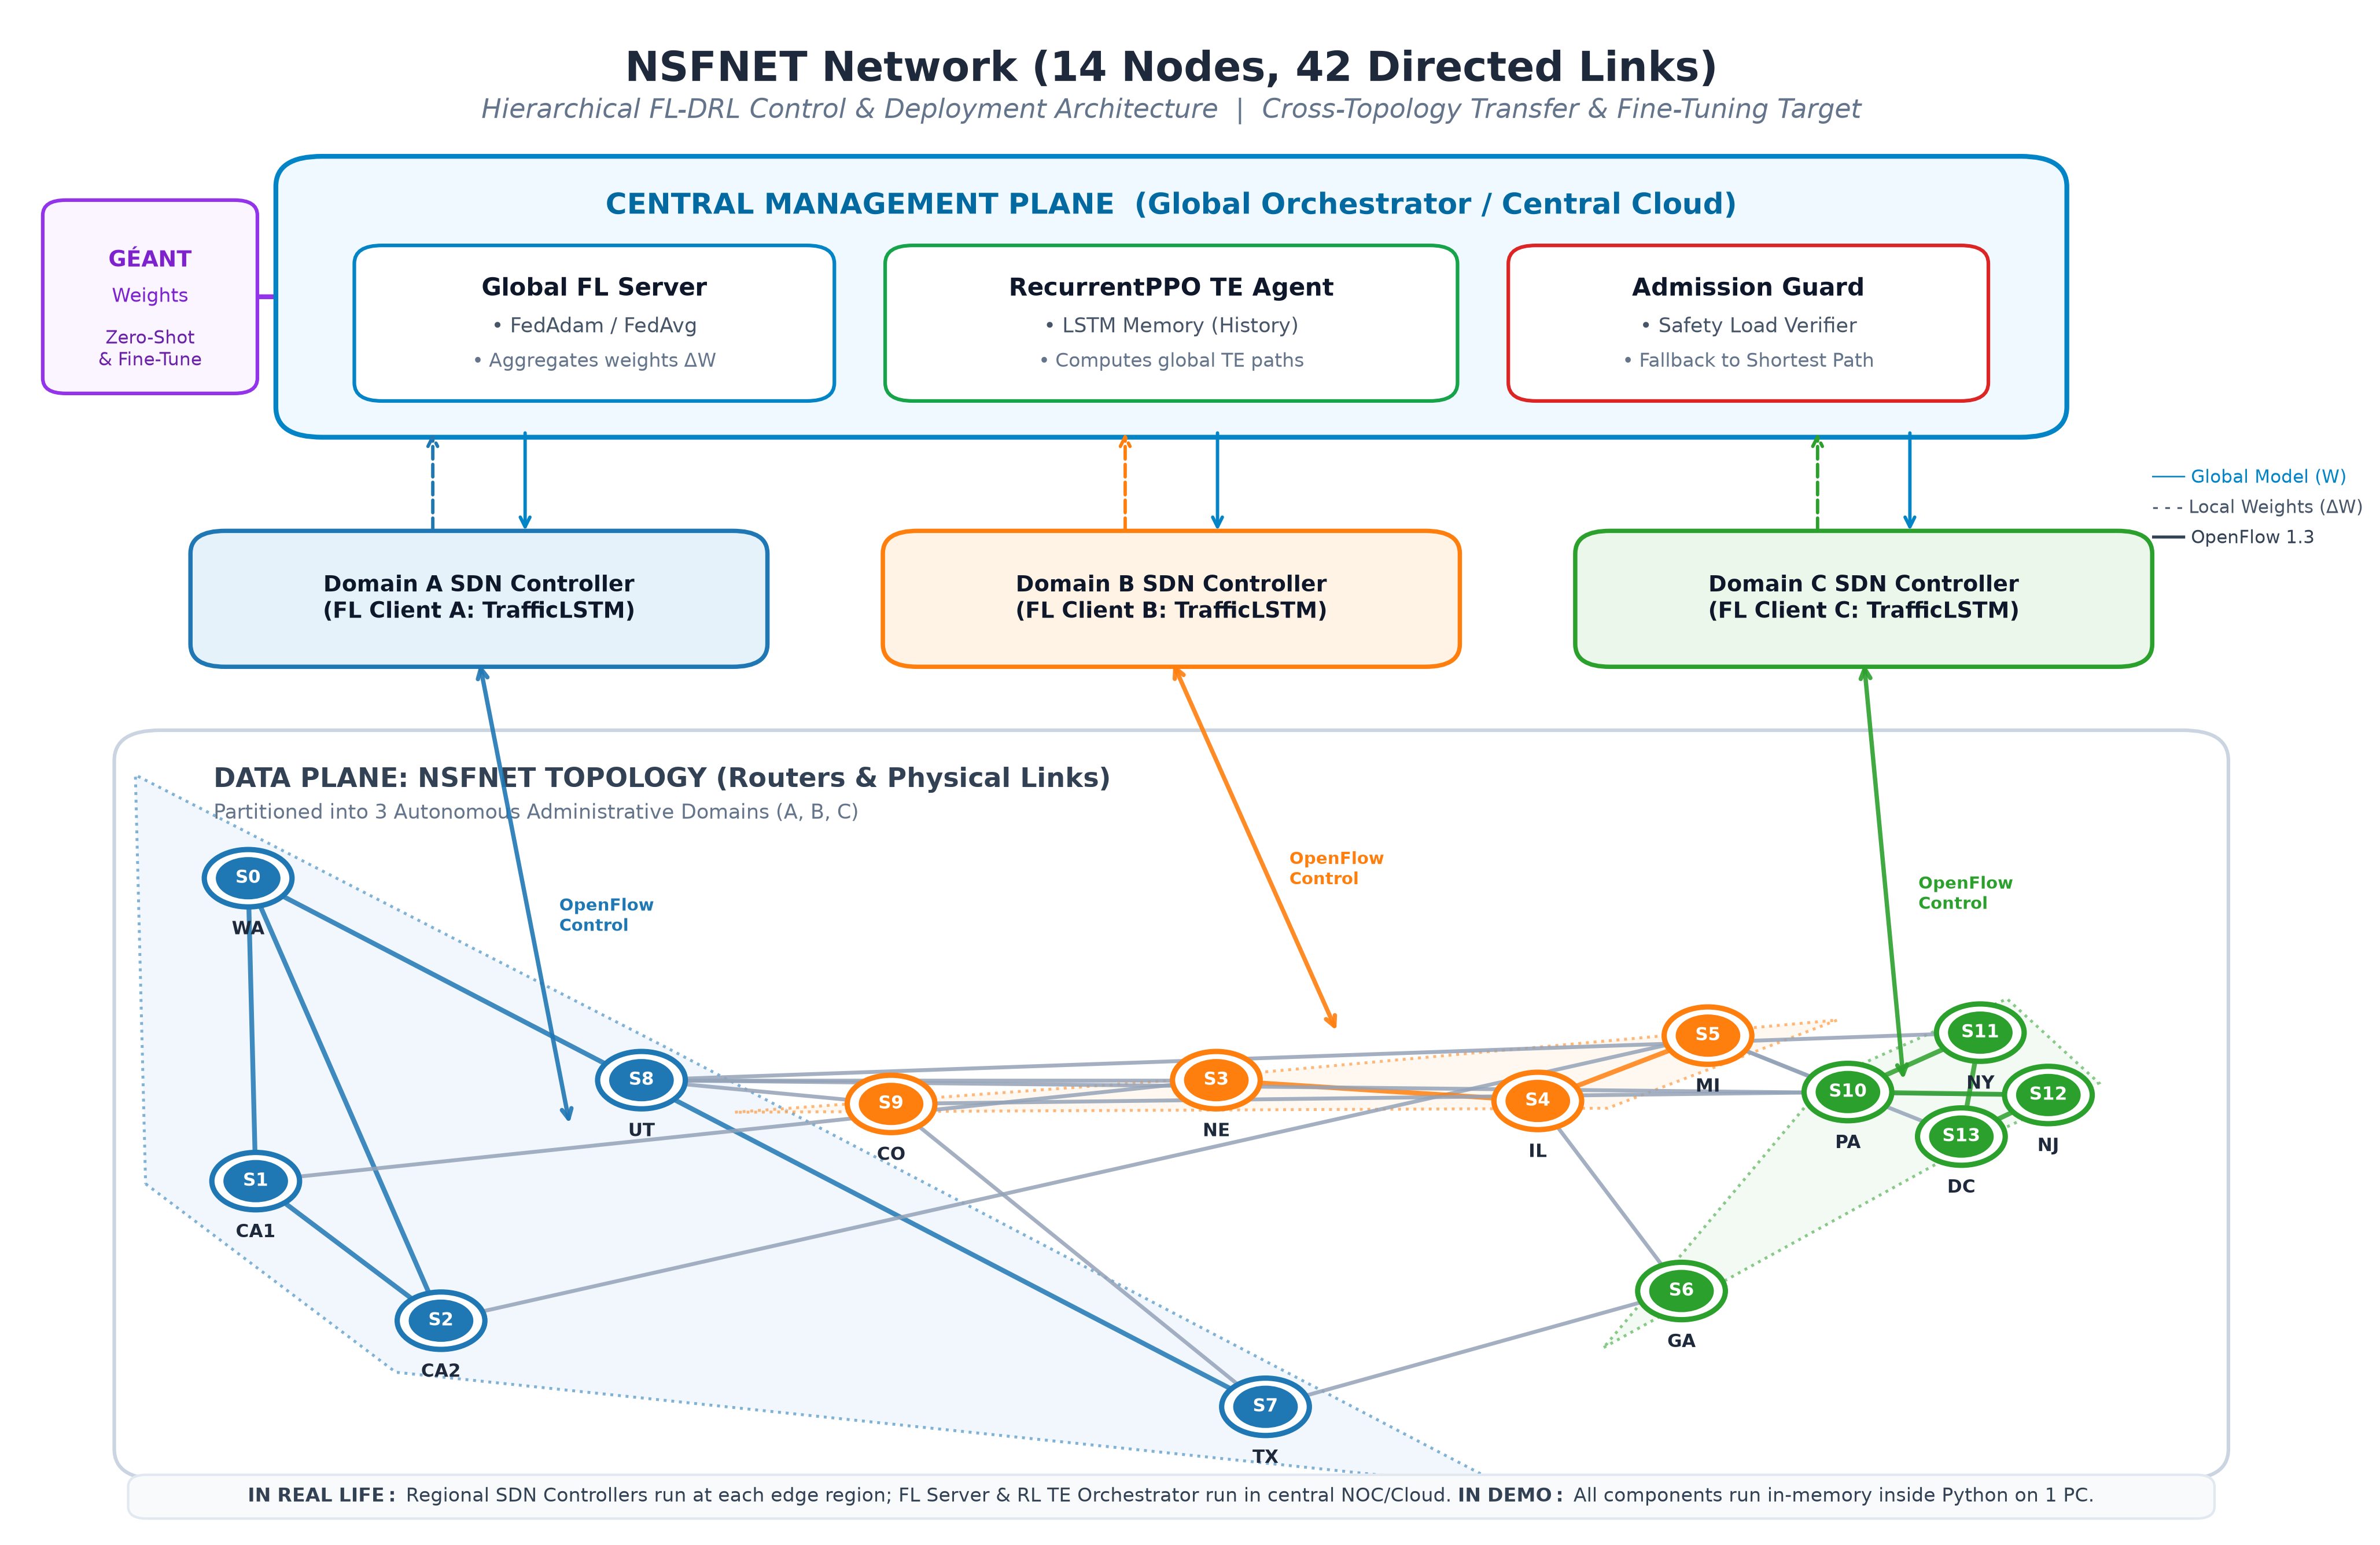 NSFNET Network (14 Nodes, 42 Directed Links)
Hierarchical FL-DRL Control & Deployment Architecture | Cross-Topology Transfer & Fine-Tuning Target
GÉANT
Weights
Zero-Shot
& Fine-Tune
CENTRAL MANAGEMENT PLANE (Global Orchestrator / Central Cloud)
Global FL Server
• FedAdam / FedAvg
• Aggregates weights ΔW
RecurrentPPO TE Agent
• LSTM Memory (History)
• Computes global TE paths
Admission Guard
• Safety Load Verifier
• Fallback to Shortest Path
Global Model (W)
- - - Local Weights (ΔW)
OpenFlow 1.3
Domain A SDN Controller
(FL Client A: TrafficLSTM)
Domain B SDN Controller
(FL Client B: TrafficLSTM)
Domain C SDN Controller
(FL Client C: TrafficLSTM)
DATA PLANE: NSFNET TOPOLOGY (Routers & Physical Links)
Partitioned into 3 Autonomous Administrative Domains (A, B, C)
OpenFlow
Control
OpenFlow
Control
OpenFlow
Control
S0
WA
S1
CA1
S2
CA2
S8
UT
S9
CO
S3
NE
S4
IL
S5
MI
S10
PA
S11
NY
S12
NJ
S13
DC
S6
GA
S7
TX
IN REAL LIFE: Regional SDN Controllers run at each edge region; FL Server & RL TE Orchestrator run in central NOC/Cloud. IN DEMO: All components run in-memory inside Python on 1 PC.